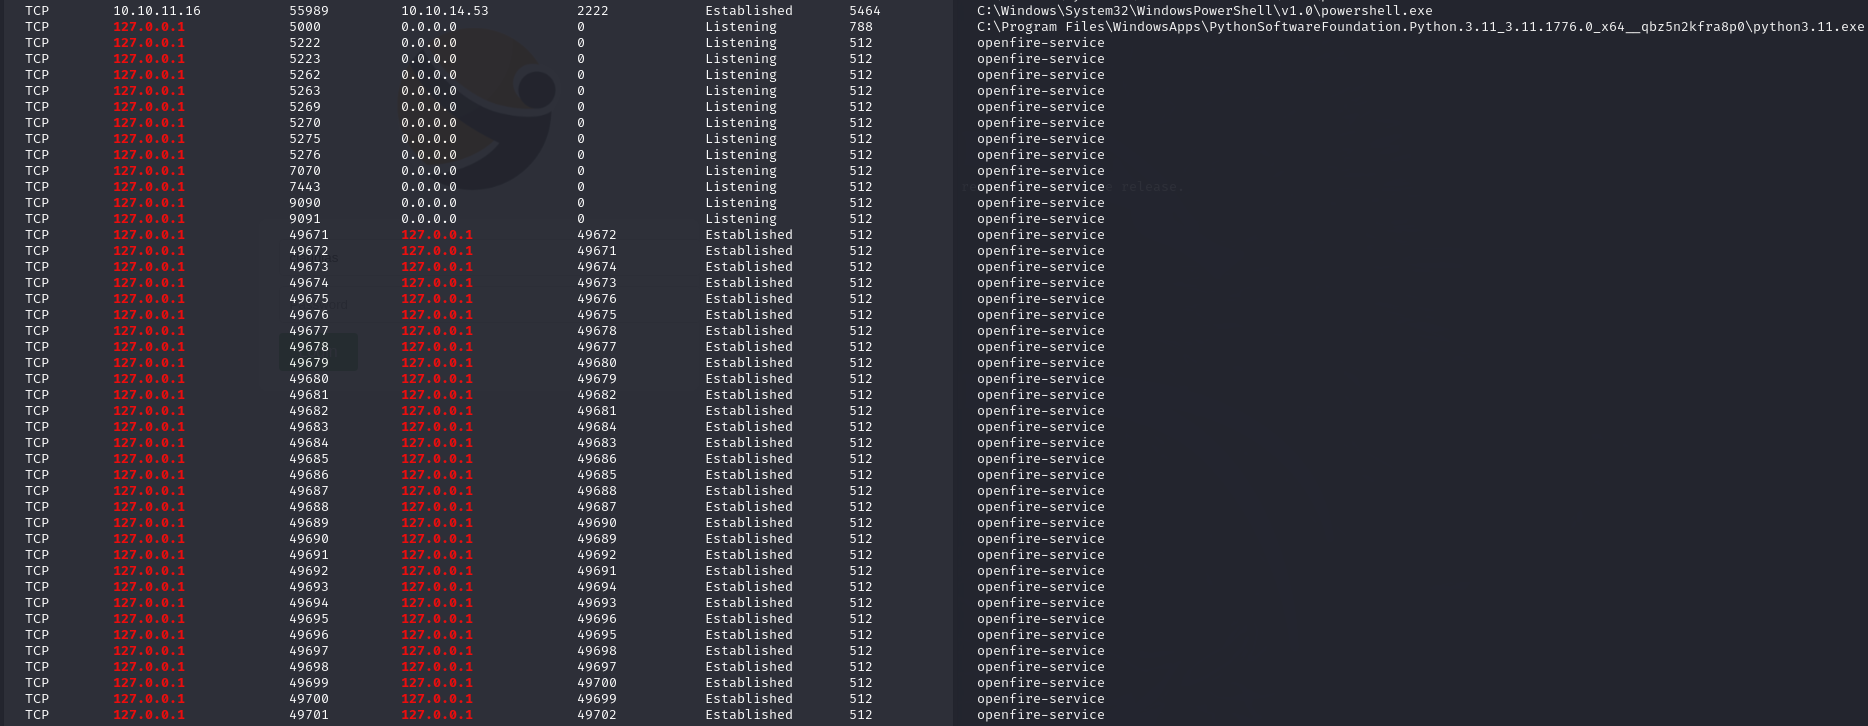 TCP 10.10.11.16 55989 10.10.14.53 2222 Established 5464 C:\Windows\System32\WindowsPowerShell\v1.0\powershell.exe
TCP 127.0.0.1 5000 0.0.0.0 0 Listening 788 C:\Program Files\WindowsApps\PythonSoftwareFoundation.Python.3.11_3.11.1776.0_x64__qbz5n2kfra8p0\python3.11.exe
TCP 127.0.0.1 5222 0.0.0.0 0 Listening 512 openfire-service
TCP 127.0.0.1 5223 0.0.0.0 0 Listening 512 openfire-service
TCP 127.0.0.1 5262 0.0.0.0 0 Listening 512 openfire-service
TCP 127.0.0.1 5263 0.0.0.0 0 Listening 512 openfire-service
TCP 127.0.0.1 5269 0.0.0.0 0 Listening 512 openfire-service
TCP 127.0.0.1 5270 0.0.0.0 0 Listening 512 openfire-service
TCP 127.0.0.1 5275 0.0.0.0 0 Listening 512 openfire-service
TCP 127.0.0.1 5276 0.0.0.0 0 Listening 512 openfire-service
TCP 127.0.0.1 7070 0.0.0.0 0 Listening 512 openfire-service
TCP 127.0.0.1 7443 0.0.0.0 0 Listening 512 openfire-service
TCP 127.0.0.1 9090 0.0.0.0 0 Listening 512 openfire-service
TCP 127.0.0.1 9091 0.0.0.0 0 Listening 512 openfire-service
TCP 127.0.0.1 49671 127.0.0.1 49672 Established 512 openfire-service
TCP 127.0.0.1 49672 127.0.0.1 49671 Established 512 openfire-service
TCP 127.0.0.1 49673 127.0.0.1 49674 Established 512 openfire-service
TCP 127.0.0.1 49674 127.0.0.1 49673 Established 512 openfire-service
TCP 127.0.0.1 49675 127.0.0.1 49676 Established 512 openfire-service
TCP 127.0.0.1 49676 127.0.0.1 49675 Established 512 openfire-service
TCP 127.0.0.1 49677 127.0.0.1 49678 Established 512 openfire-service
TCP 127.0.0.1 49678 127.0.0.1 49677 Established 512 openfire-service
TCP 127.0.0.1 49679 127.0.0.1 49680 Established 512 openfire-service
TCP 127.0.0.1 49680 127.0.0.1 49679 Established 512 openfire-service
TCP 127.0.0.1 49681 127.0.0.1 49682 Established 512 openfire-service
TCP 127.0.0.1 49682 127.0.0.1 49681 Established 512 openfire-service
TCP 127.0.0.1 49683 127.0.0.1 49684 Established 512 openfire-service
TCP 127.0.0.1 49684 127.0.0.1 49683 Established 512 openfire-service
TCP 127.0.0.1 49685 127.0.0.1 49686 Established 512 openfire-service
TCP 127.0.0.1 49686 127.0.0.1 49685 Established 512 openfire-service
TCP 127.0.0.1 49687 127.0.0.1 49688 Established 512 openfire-service
TCP 127.0.0.1 49688 127.0.0.1 49687 Established 512 openfire-service
TCP 127.0.0.1 49689 127.0.0.1 49690 Established 512 openfire-service
TCP 127.0.0.1 49690 127.0.0.1 49689 Established 512 openfire-service
TCP 127.0.0.1 49691 127.0.0.1 49692 Established 512 openfire-service
TCP 127.0.0.1 49692 127.0.0.1 49691 Established 512 openfire-service
TCP 127.0.0.1 49693 127.0.0.1 49694 Established 512 openfire-service
TCP 127.0.0.1 49694 127.0.0.1 49693 Established 512 openfire-service
TCP 127.0.0.1 49695 127.0.0.1 49696 Established 512 openfire-service
TCP 127.0.0.1 49696 127.0.0.1 49695 Established 512 openfire-service
TCP 127.0.0.1 49697 127.0.0.1 49698 Established 512 openfire-service
TCP 127.0.0.1 49698 127.0.0.1 49697 Established 512 openfire-service
TCP 127.0.0.1 49699 127.0.0.1 49700 Established 512 openfire-service
TCP 127.0.0.1 49700 127.0.0.1 49699 Established 512 openfire-service
TCP 127.0.0.1 49701 127.0.0.1 49702 Established 512 openfire-service